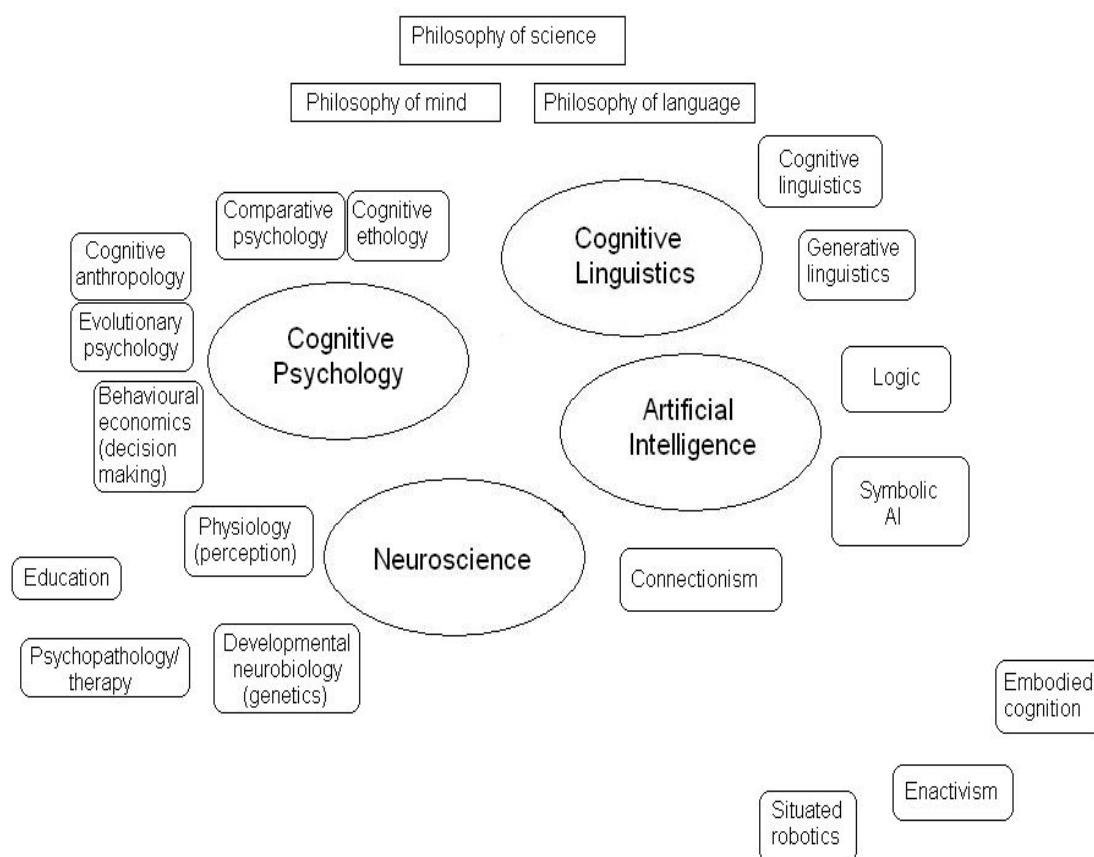 Philosophy of science
Philosophy of mind
Philosophy of language
Cognitive
linguistics
Comparative
psychology
Cognitive
ethology
Cognitive
Linguistics
Generative
linguistics
Cognitive
anthropology
Evolutionary
psychology
Cognitive
Psychology
Behavioural
economics
(decision
making)
Artificial
Intelligence
Logic
Symbolic
AI
Physiology
(perception)
Neuroscience
Connectionism
Education
Psychopathology/
therapy
Developmental
neurobiology
(genetics)
Embodied
cognition
Enactivism
Situated
robotics